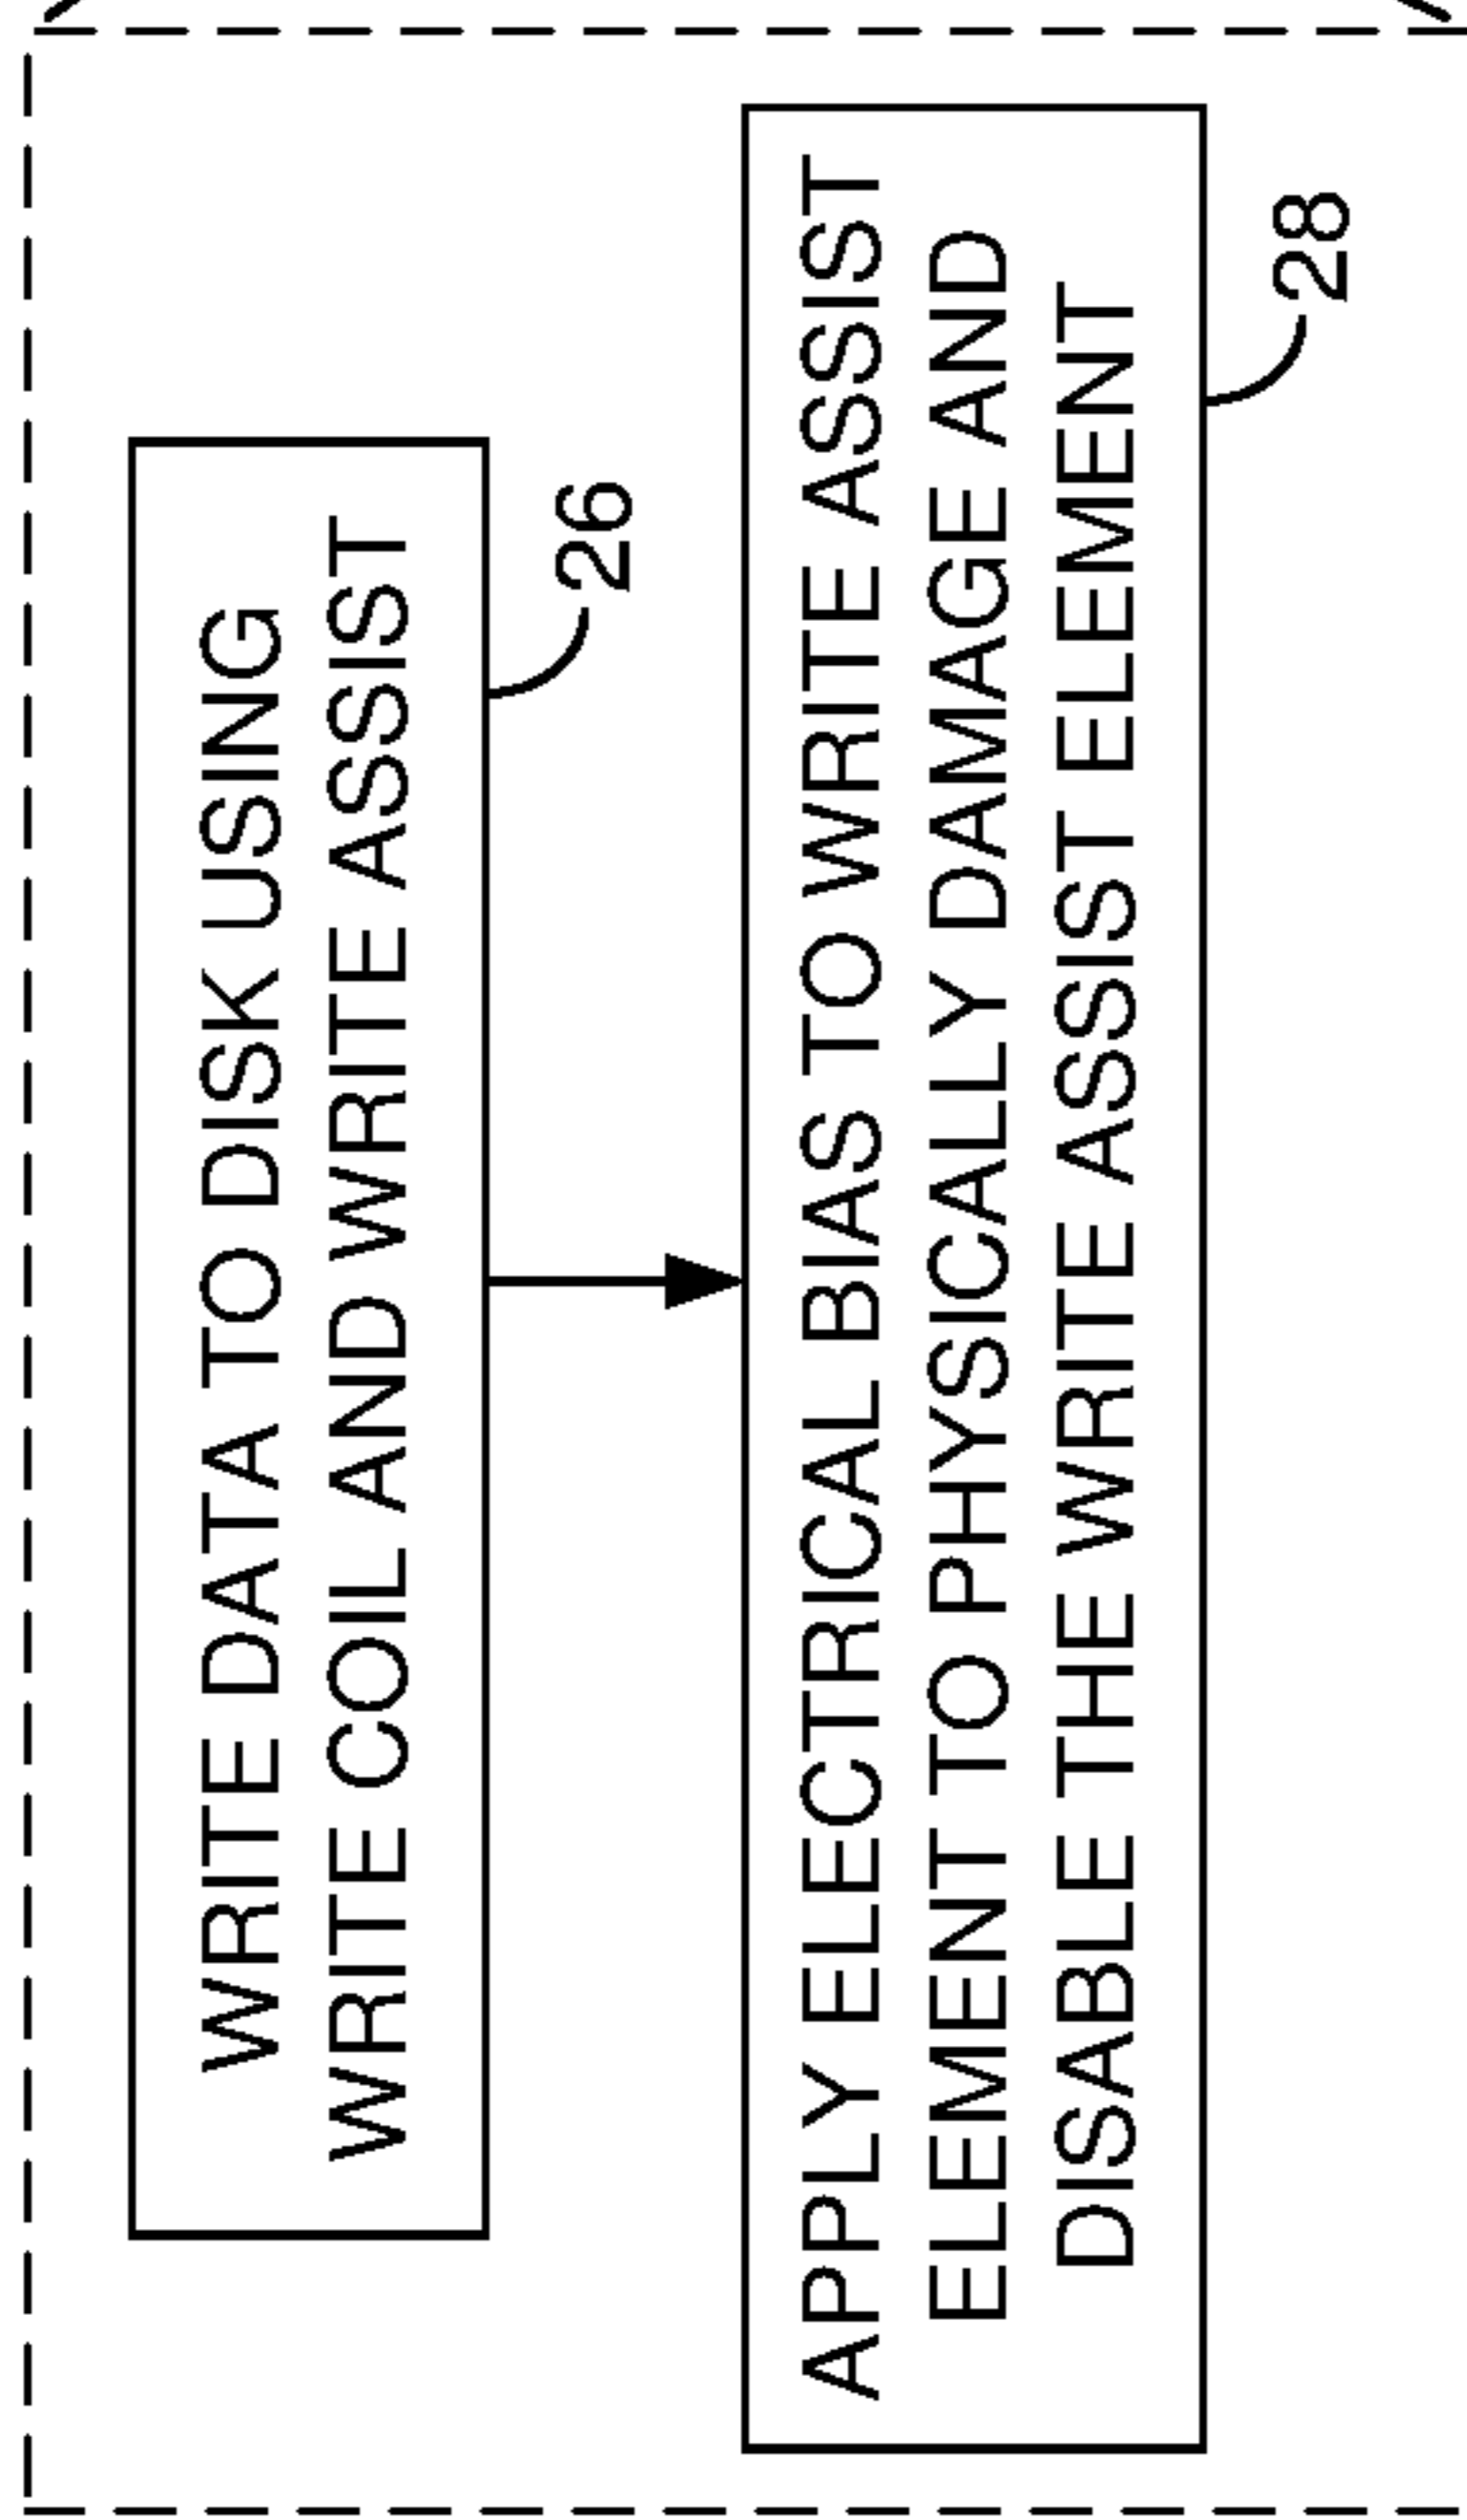 WRITE DATA TO DISK USING
WRITE COIL AND WRITE ASSIST
26
APPLY ELECTRICAL BIAS TO WRITE ASSIST
ELEMENT TO PHYSICALLY DAMAGE AND
DISABLE THE WRITE ASSIST ELEMENT
28